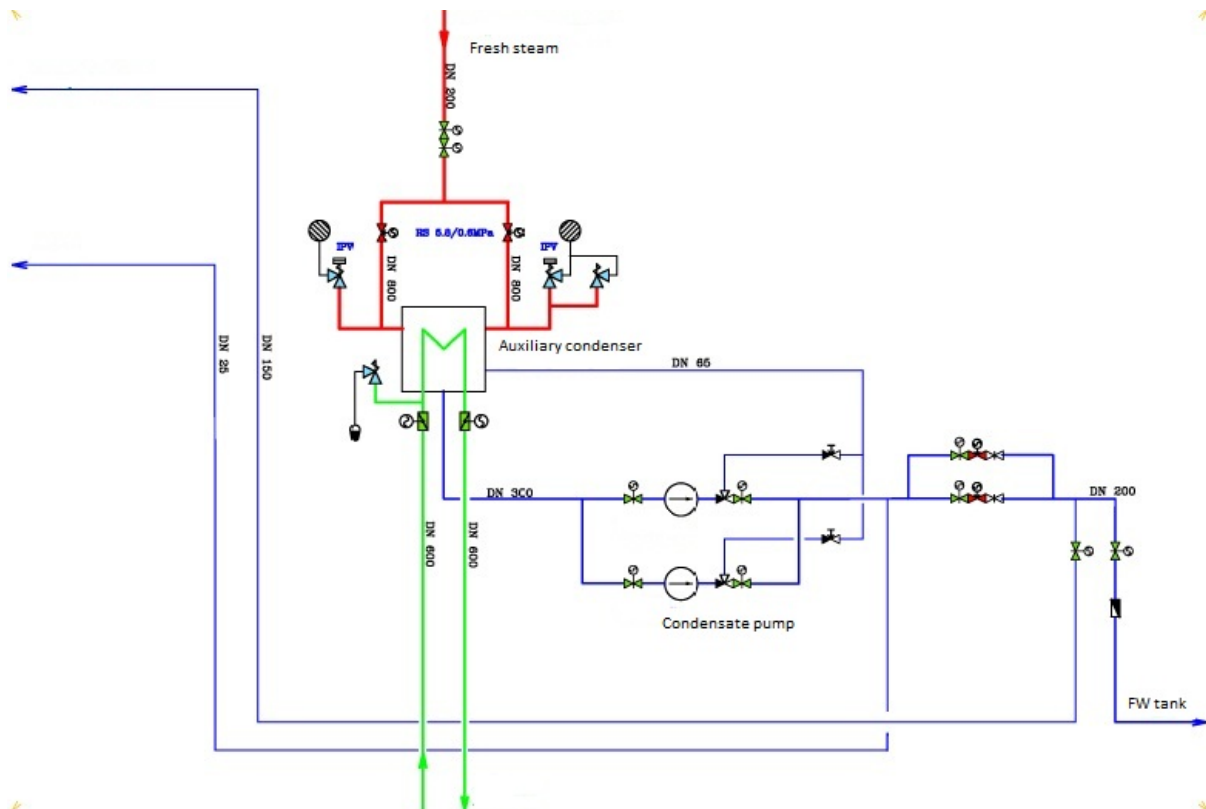 Fresh steam
DN 200
IPV
RS 5.8/0.6MPa
IPV
DN 800
DN 800
Auxiliary condenser
DN 25
DN 150
DN 65
DN 300
DN 200
DN 600
DN 600
Condensate pump
FW tank